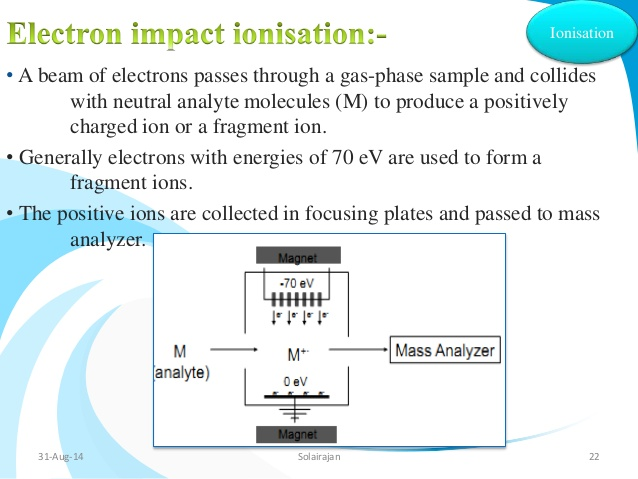 Electron impact ionisation:-
Ionisation
• A beam of electrons passes through a gas-phase sample and collides
with neutral analyte molecules (M) to produce a positively
charged ion or a fragment ion.
• Generally electrons with energies of 70 eV are used to form a
fragment ions.
• The positive ions are collected in focusing plates and passed to mass
analyzer.
Magnet
-70 eV
e⁻ e⁻ e⁻ e⁻
M
(analyte)
M⁺·
Mass Analyzer
0 eV
Magnet
31-Aug-14
Solairajan
22